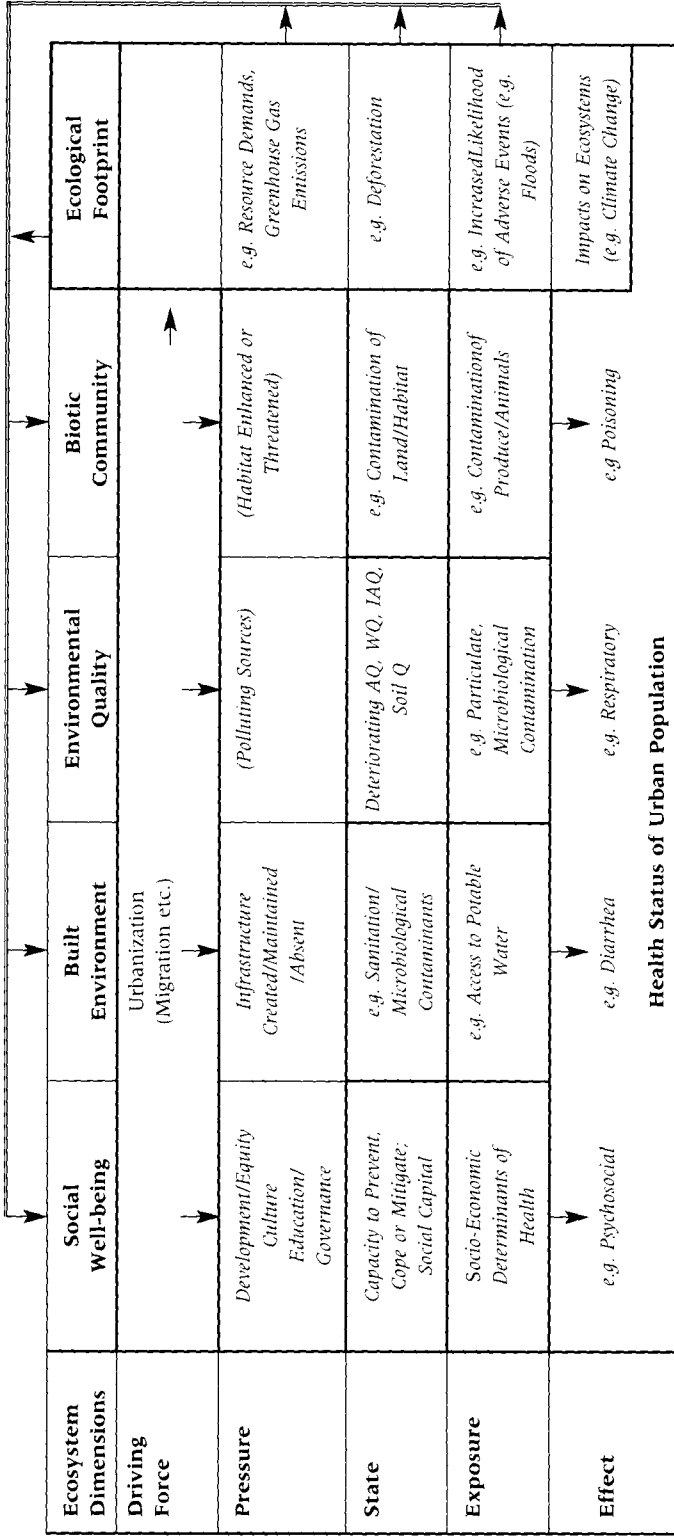 Ecosystem
Dimensions
Social
Well-being
Built
Environment
Environmental
Quality
Biotic
Community
Ecological
Footprint
Driving
Force
Urbanization
(Migration etc.)
Pressure
Development/Equity
Culture
Education/
Governance
Infrastructure
Created/Maintained
/Absent
(Polluting Sources)
(Habitat Enhanced or
Threatened)
e.g. Resource Demands,
Greenhouse Gas
Emissions
State
Capacity to Prevent,
Cope or Mitigate;
Social Capital
e.g. Sanitation/
Microbiological
Contaminants
Deteriorating AQ, WQ, IAQ,
Soil Q
e.g. Contamination of
Land/Habitat
e.g. Deforestation
Exposure
Socio-Economic
Determinants of
Health
e.g. Access to Potable
Water
e.g. Particulate,
Microbiological
Contamination
e.g. Contaminationof
Produce/Animals
e.g. IncreasedLikelihood
of Adverse Events (e.g.
Floods)
Effect
e.g. Psychosocial
e.g. Diarrhea
e.g. Respiratory
e.g Poisoning
Impacts on Ecosystems
(e.g. Climate Change)
Health Status of Urban Population